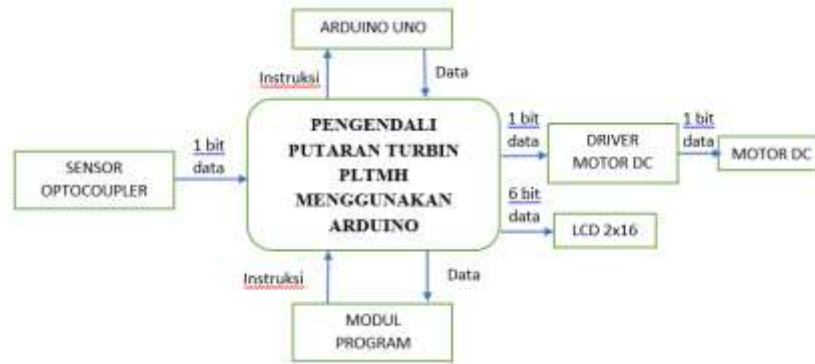 ARDUINO UNO
Instruksi
Data
SENSOR
OPTOCOUPLER
1 bit
data
PENGENDALI
PUTARAN TURBIN
PLTMH
MENGGUNAKAN
ARDUINO
1 bit
data
DRIVER
MOTOR DC
1 bit
data
MOTOR DC
6 bit
data
LCD 2x16
Instruksi
Data
MODUL
PROGRAM